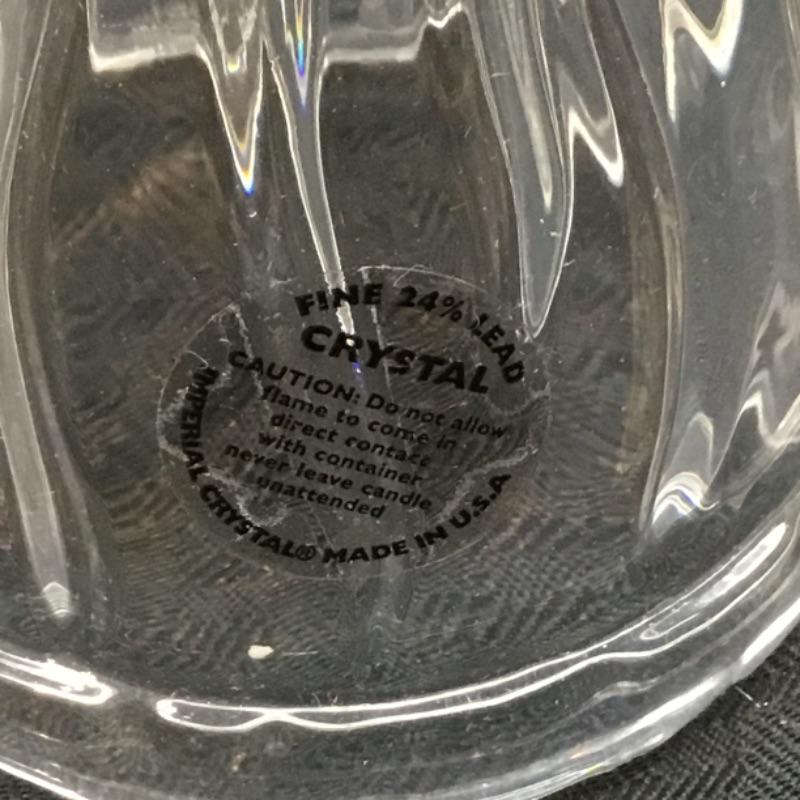 FINE 24% LEAD
CRYSTAL
CAUTION: Do not allow
flame to come in
direct contact
with container
never leave candle
unattended
IMPERIAL CRYSTAL® MADE IN U.S.A